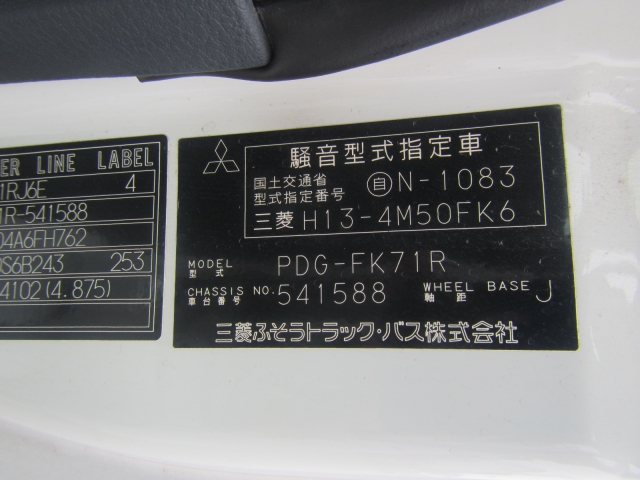 ER LINE LABEL
1RJ6E 4
1R-541588
04A6FH762
S6B243 253
4102(4.875)
騒音型式指定車
国土交通省
型式指定番号 自N-1083
三菱 H13-4M50FK6
MODEL
型式 PDG-FK71R
CHASSIS NO.
車台番号 541588
WHEEL BASE
軸距 J
三菱ふそうトラック・バス株式会社